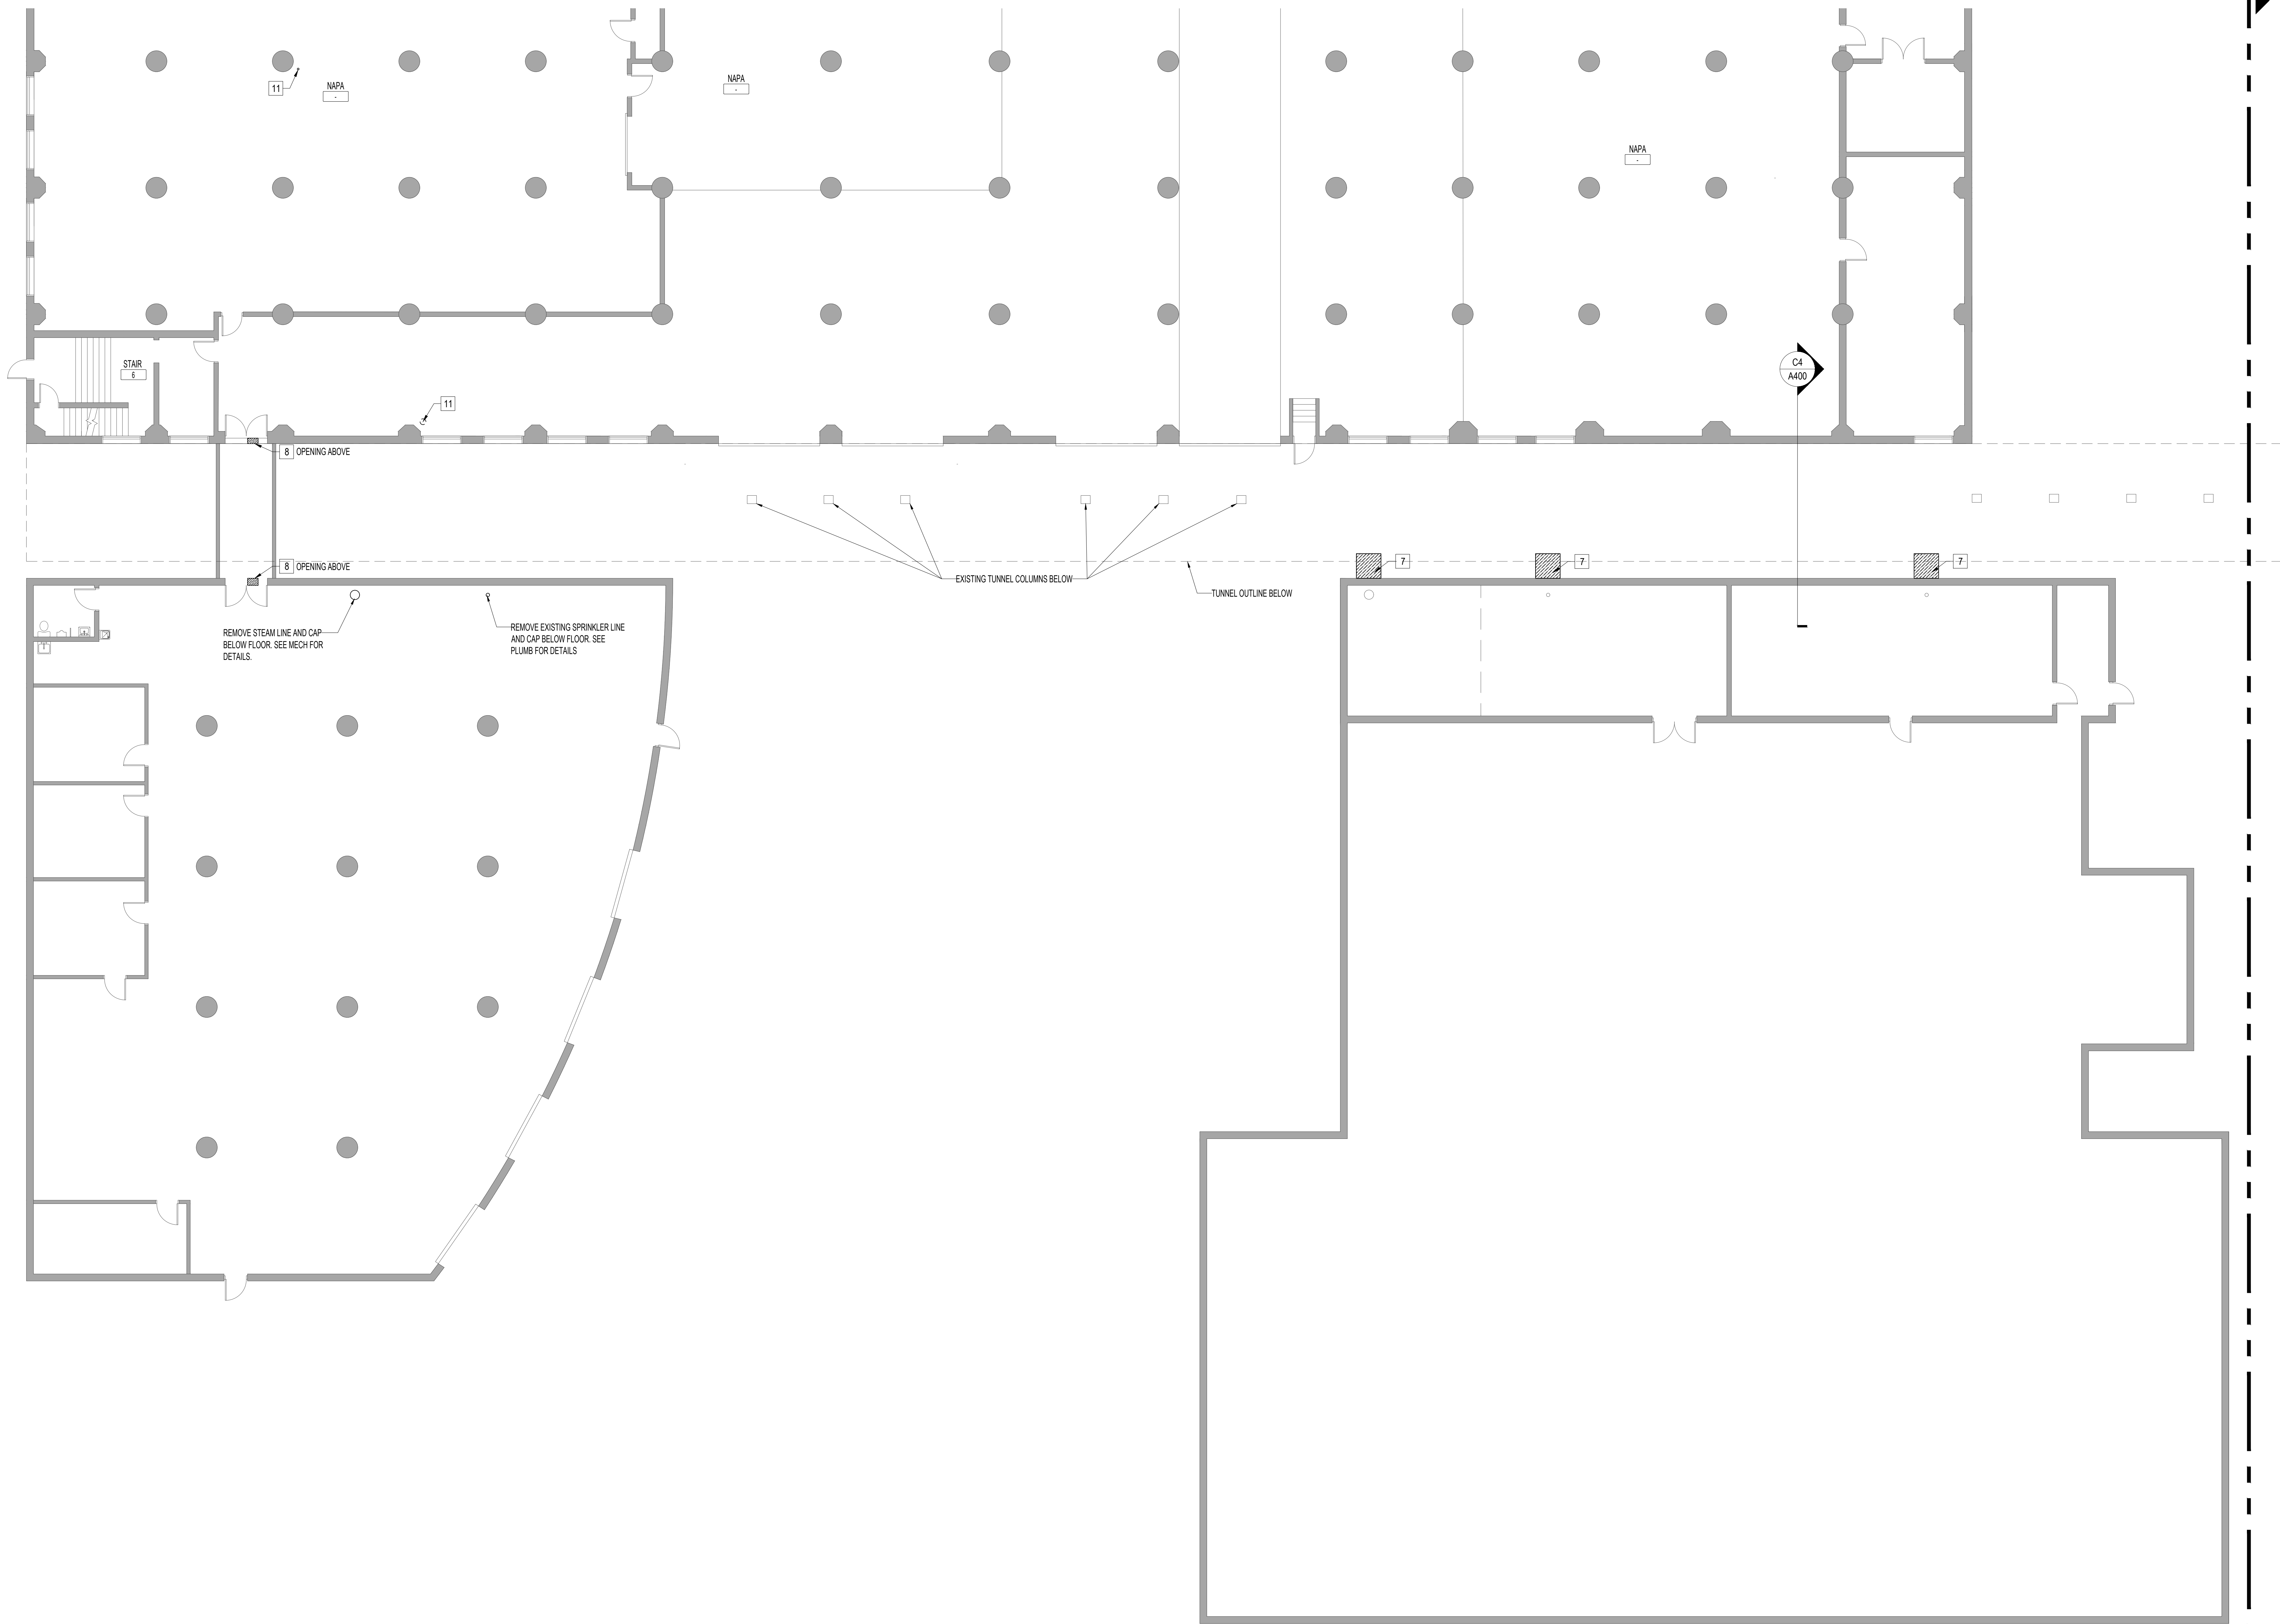 11
NAPA
-
NAPA
-
NAPA
-
STAIR
6
11
C4
A400
8 OPENING ABOVE
8 OPENING ABOVE
7
7
7
EXISTING TUNNEL COLUMNS BELOW
TUNNEL OUTLINE BELOW
REMOVE STEAM LINE AND CAP
BELOW FLOOR. SEE MECH FOR
DETAILS.
REMOVE EXISTING SPRINKLER LINE
AND CAP BELOW FLOOR. SEE
PLUMB FOR DETAILS